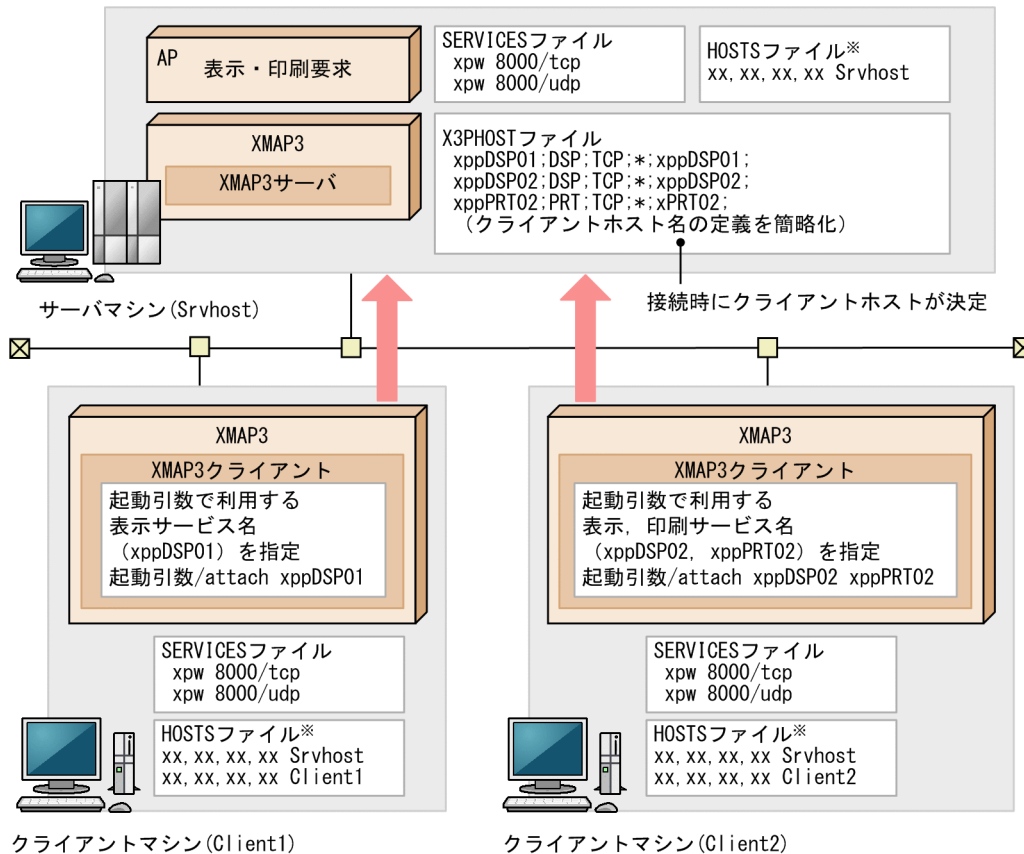 AP
表示・印刷要求
SERVICESファイル
xpw 8000/tcp
xpw 8000/udp
HOSTSファイル※
xx,xx,xx,xx Srvhost
XMAP3
XMAP3サーバ
X3PHOSTファイル
xppDSP01;DSP;TCP;*;xppDSP01;
xppDSP02;DSP;TCP;*;xppDSP02;
xppPRT02;PRT;TCP;*;xPRT02;
（クライアントホスト名の定義を簡略化）
サーバマシン(Srvhost)
接続時にクライアントホストが決定
XMAP3
XMAP3クライアント
起動引数で利用する
表示サービス名
（xppDSP01）を指定
起動引数/attach xppDSP01
SERVICESファイル
xpw 8000/tcp
xpw 8000/udp
HOSTSファイル※
xx,xx,xx,xx Srvhost
xx,xx,xx,xx Client1
クライアントマシン(Client1)
XMAP3
XMAP3クライアント
起動引数で利用する
表示，印刷サービス名
（xppDSP02，xppPRT02）を指定
起動引数/attach xppDSP02 xppPRT02
SERVICESファイル
xpw 8000/tcp
xpw 8000/udp
HOSTSファイル※
xx,xx,xx,xx Srvhost
xx,xx,xx,xx Client2
クライアントマシン(Client2)